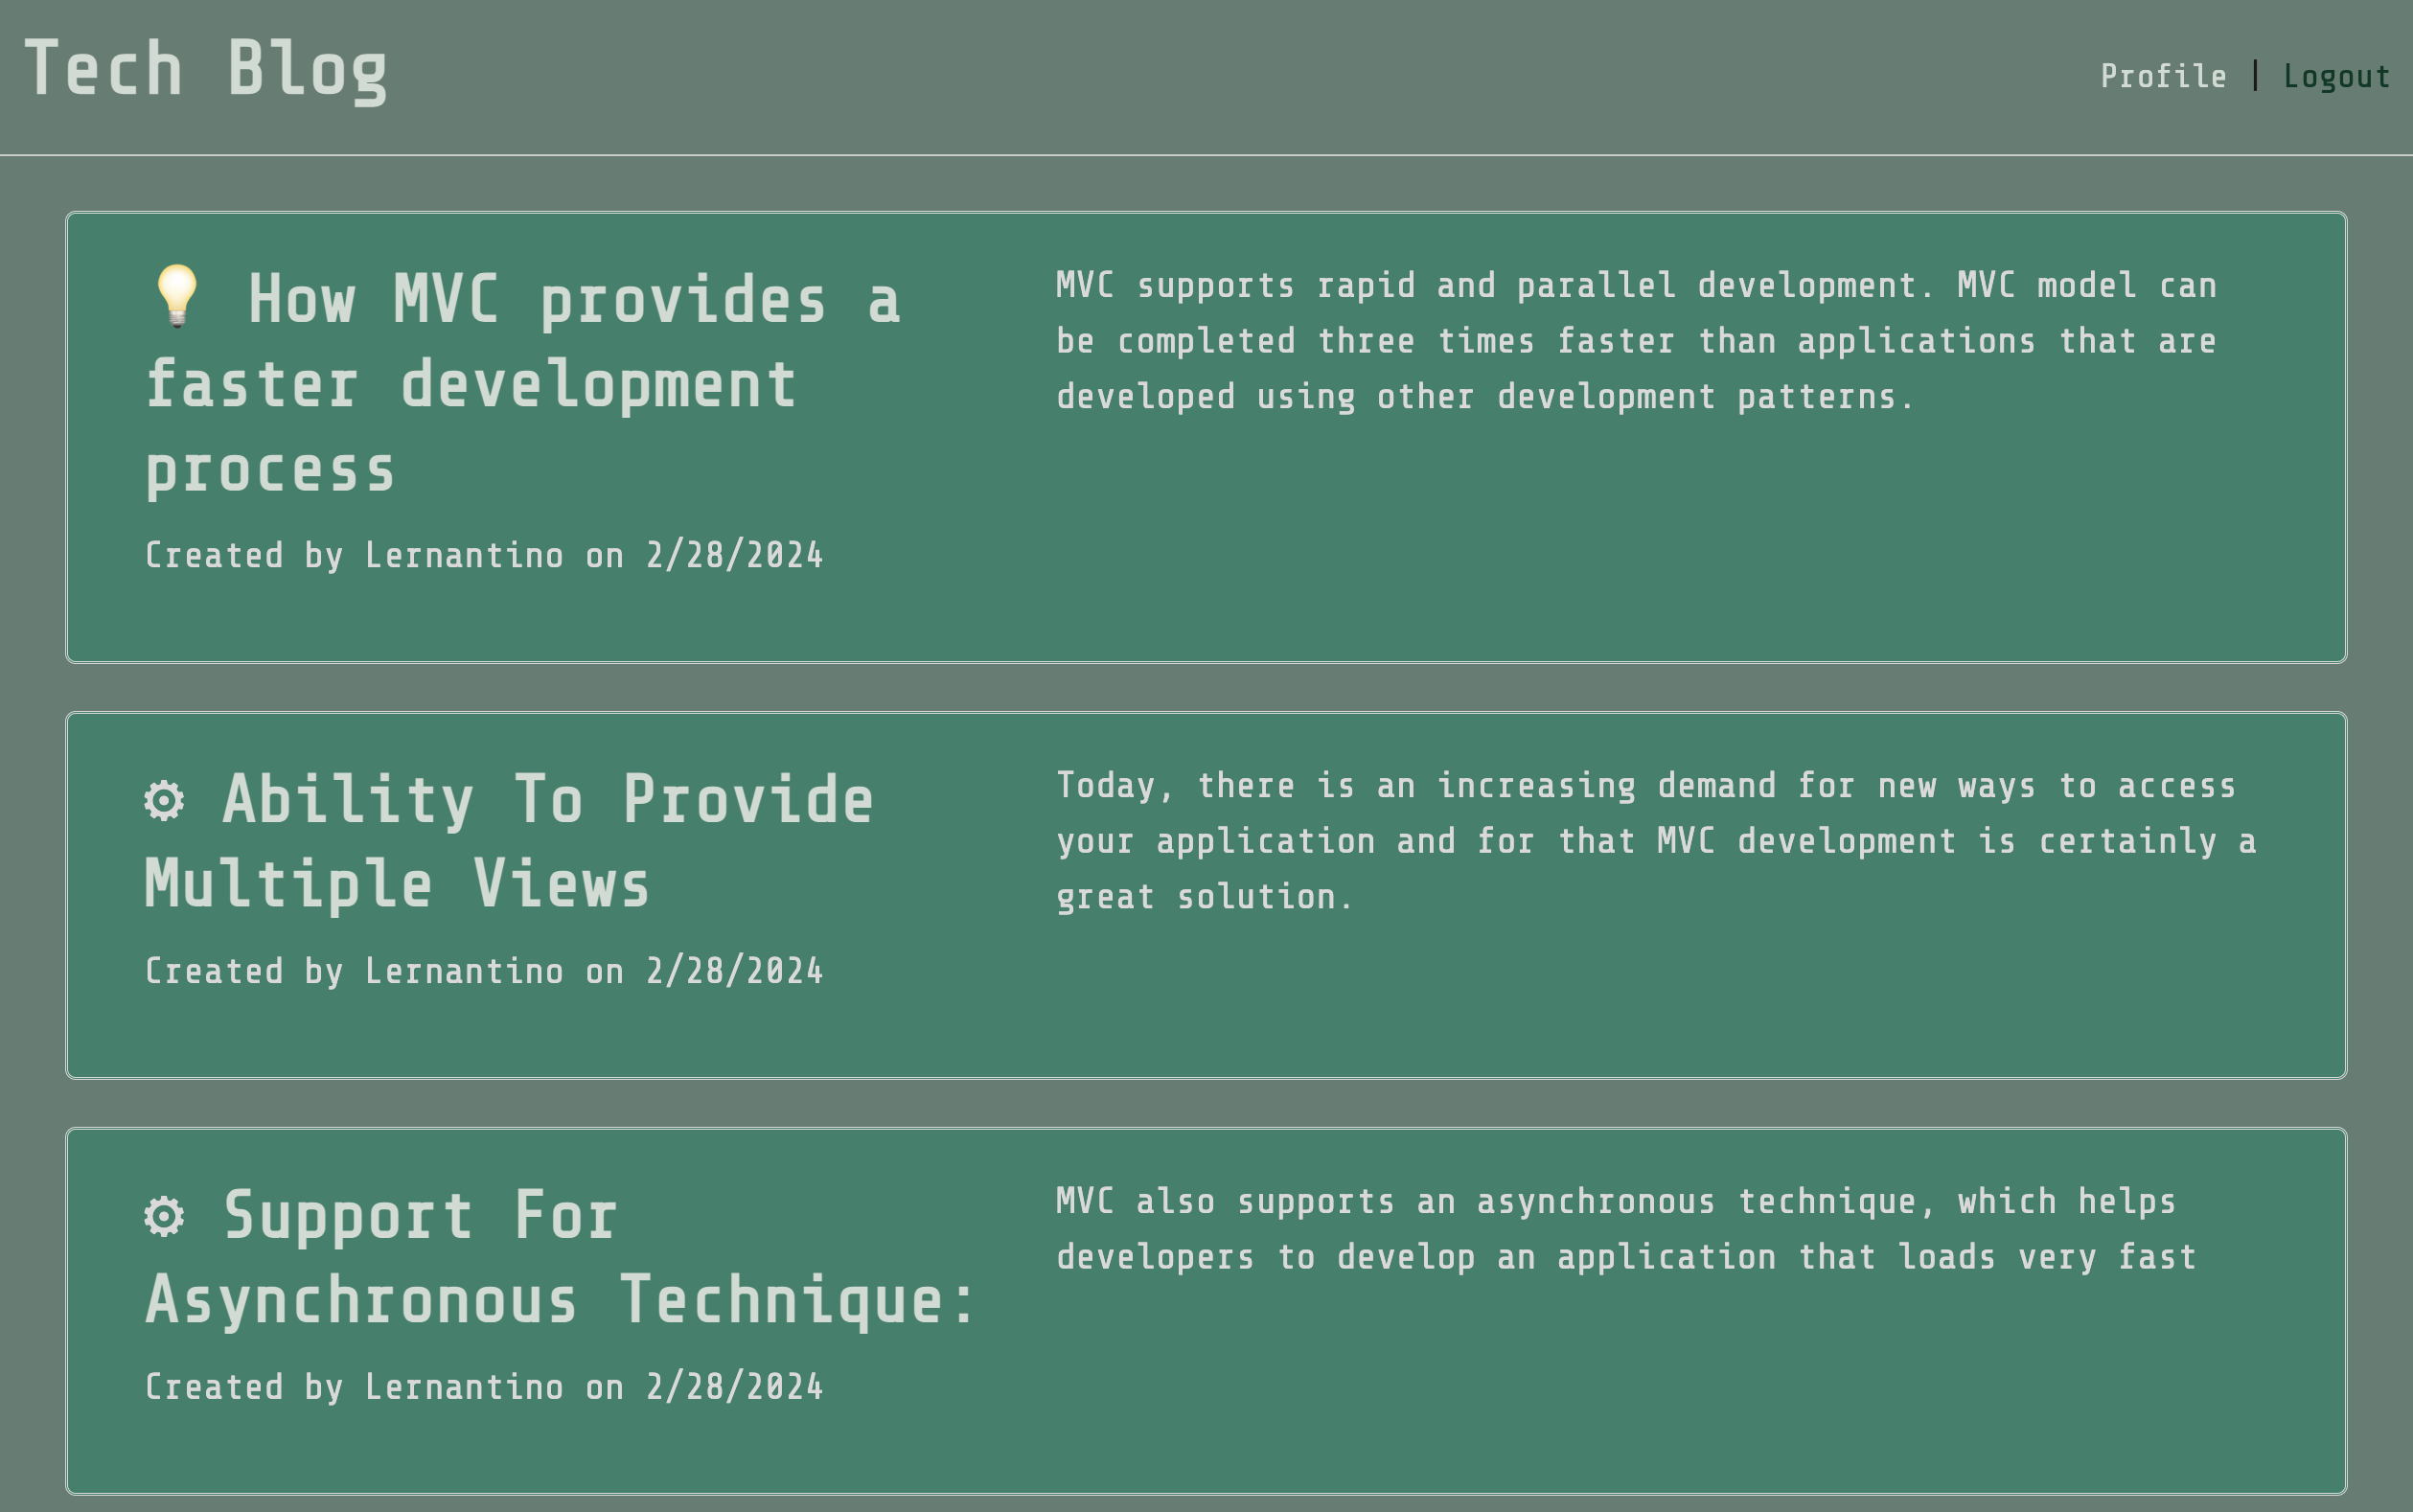 Tech Blog
Profile | Logout
💡 How MVC provides a
faster development
process
Created by Lernantino on 2/28/2024
MVC supports rapid and parallel development. MVC model can
be completed three times faster than applications that are
developed using other development patterns.
⚙ Ability To Provide
Multiple Views
Created by Lernantino on 2/28/2024
Today, there is an increasing demand for new ways to access
your application and for that MVC development is certainly a
great solution.
⚙ Support For
Asynchronous Technique:
Created by Lernantino on 2/28/2024
MVC also supports an asynchronous technique, which helps
developers to develop an application that loads very fast